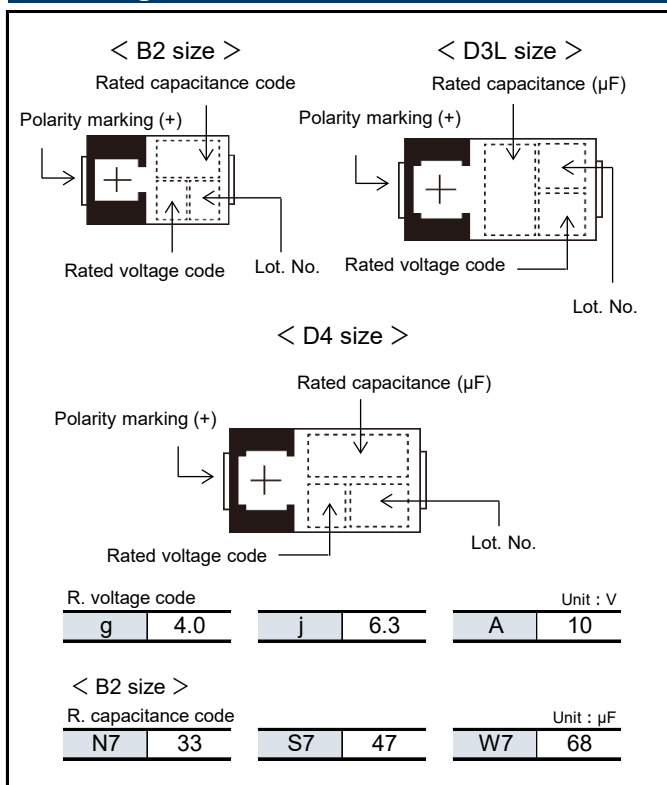 < B2 size >
Rated capacitance code
Polarity marking (+)
+
Rated voltage code
Lot. No.
< D3L size >
Rated capacitance (µF)
Polarity marking (+)
+
Rated voltage code
Lot. No.
< D4 size >
Rated capacitance (µF)
Polarity marking (+)
+
Rated voltage code
Lot. No.
R. voltage code Unit : V
g 4.0 j 6.3 A 10
< B2 size >
R. capacitance code Unit : µF
N7 33 S7 47 W7 68